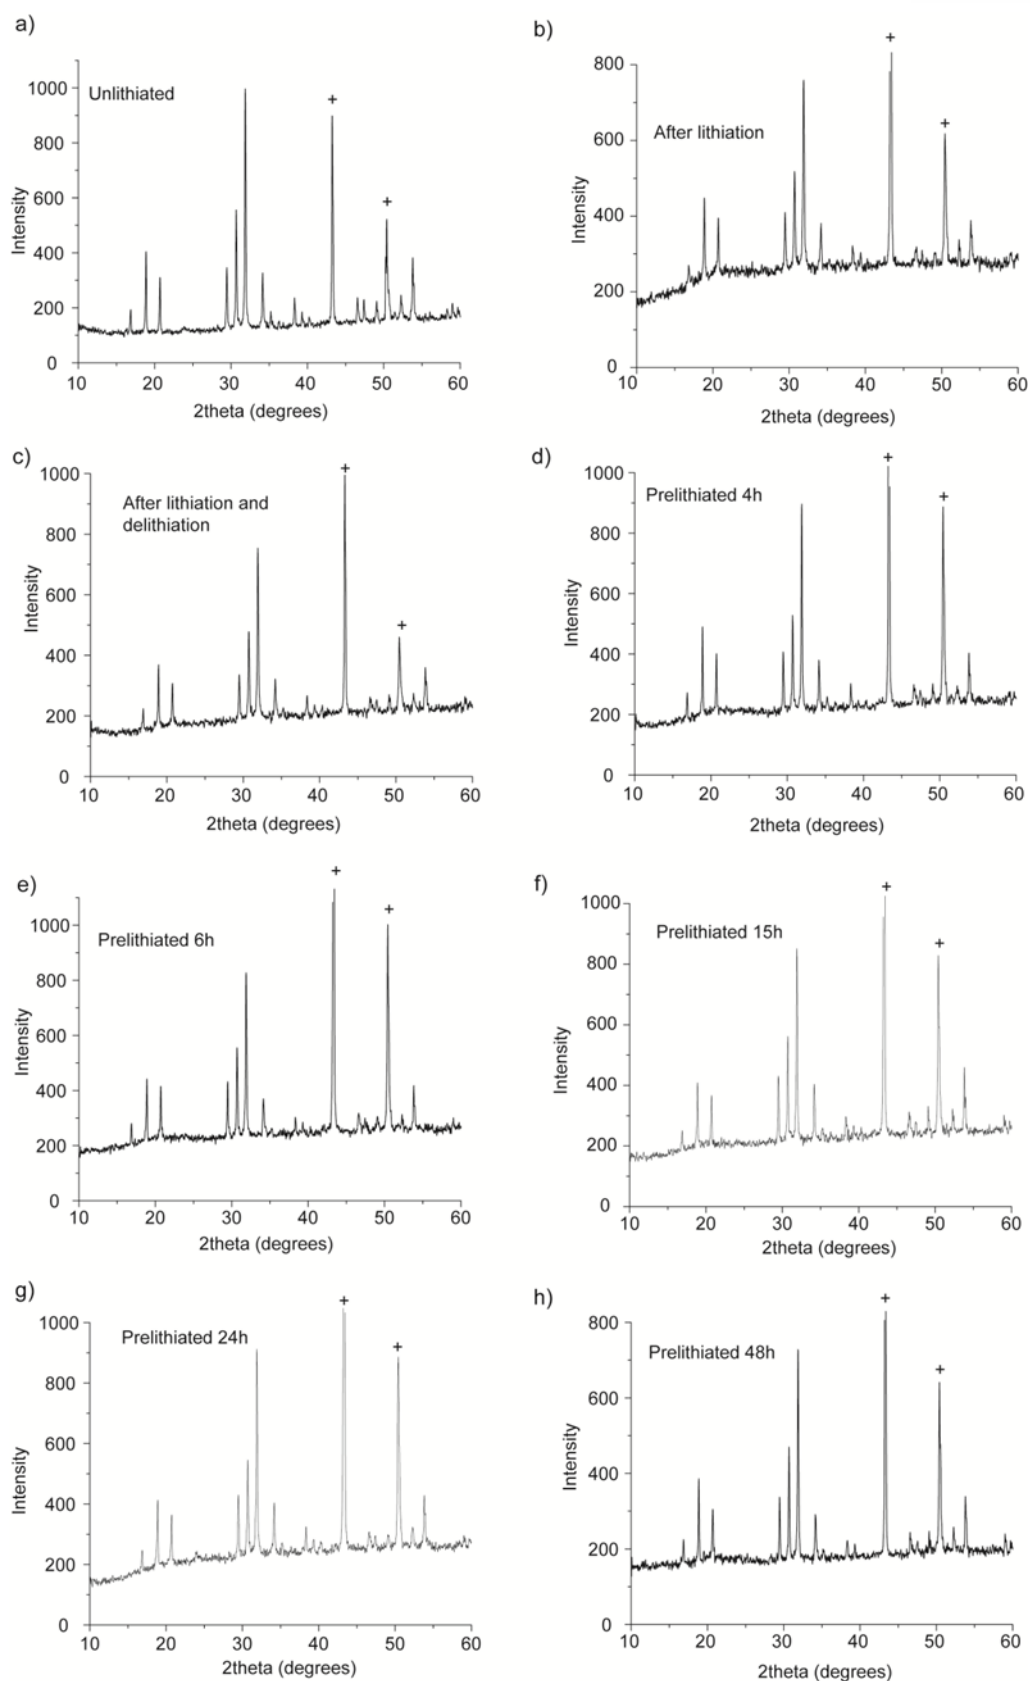 a)
Unlithiated
+
+
Intensity
1000
800
600
400
200
0
10 20 30 40 50 60
2theta (degrees)
b)
After lithiation
+
+
Intensity
800
600
400
200
0
10 20 30 40 50 60
2theta (degrees)
c)
After lithiation and
delithiation
+
+
Intensity
1000
800
600
400
200
0
10 20 30 40 50 60
2theta (degrees)
d)
Prelithiated 4h
+
+
Intensity
1000
800
600
400
200
0
10 20 30 40 50 60
2theta (degrees)
e)
Prelithiated 6h
+
+
Intensity
1000
800
600
400
200
0
10 20 30 40 50 60
2theta (degrees)
f)
Prelithiated 15h
+
+
Intensity
1000
800
600
400
200
0
10 20 30 40 50 60
2theta (degrees)
g)
Prelithiated 24h
+
+
Intensity
1000
800
600
400
200
0
10 20 30 40 50 60
2theta (degrees)
h)
Prelithiated 48h
+
+
Intensity
800
600
400
200
0
10 20 30 40 50 60
2theta (degrees)